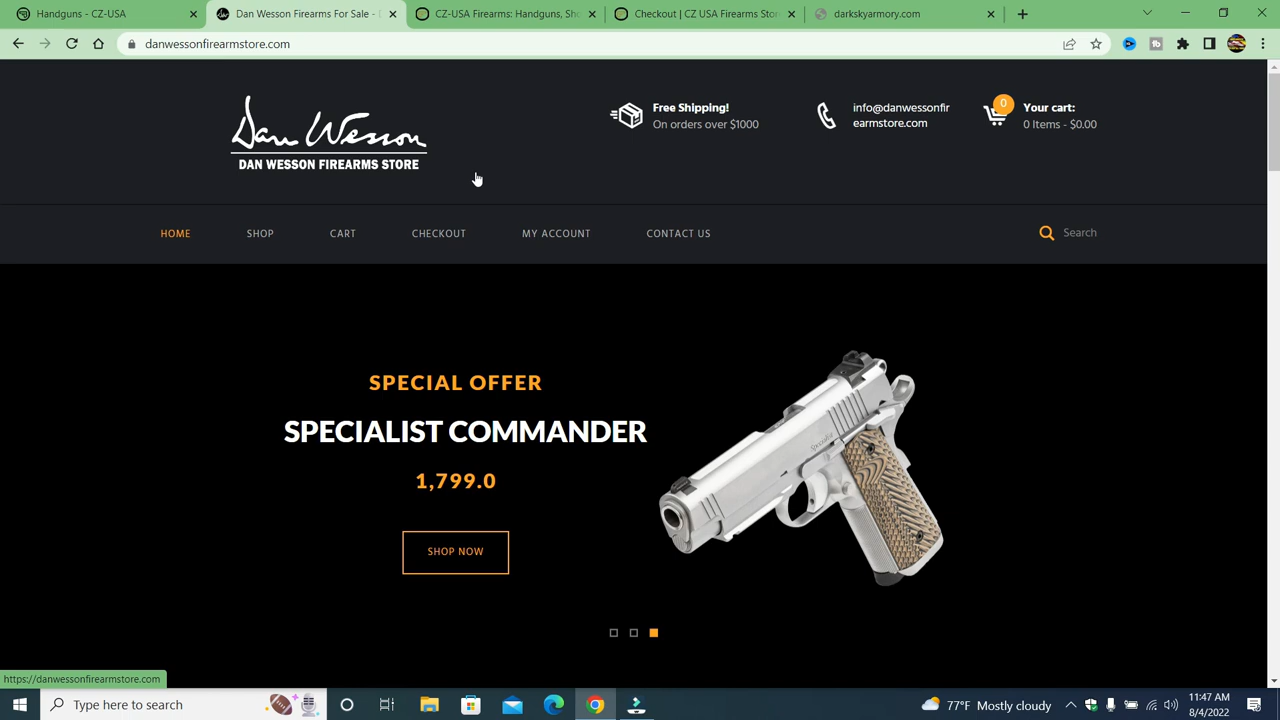 Handguns - CZ-USA
Dan Wesson Firearms For Sale -
CZ-USA Firearms: Handguns, Sh
Checkout | CZ USA Firearms Stor
darkskyarmory.com
danwessonfirearmstore.com
Dan Wesson
DAN WESSON FIREARMS STORE
Free Shipping!
On orders over $1000
info@danwessonfir
earmstore.com
0
Your cart:
0 Items - $0.00
HOME
SHOP
CART
CHECKOUT
MY ACCOUNT
CONTACT US
Search
SPECIAL OFFER
SPECIALIST COMMANDER
1,799.0
SHOP NOW
Specialist
https://danwessonfirearmstore.com
Type here to search
77°F Mostly cloudy
11:47 AM
8/4/2022